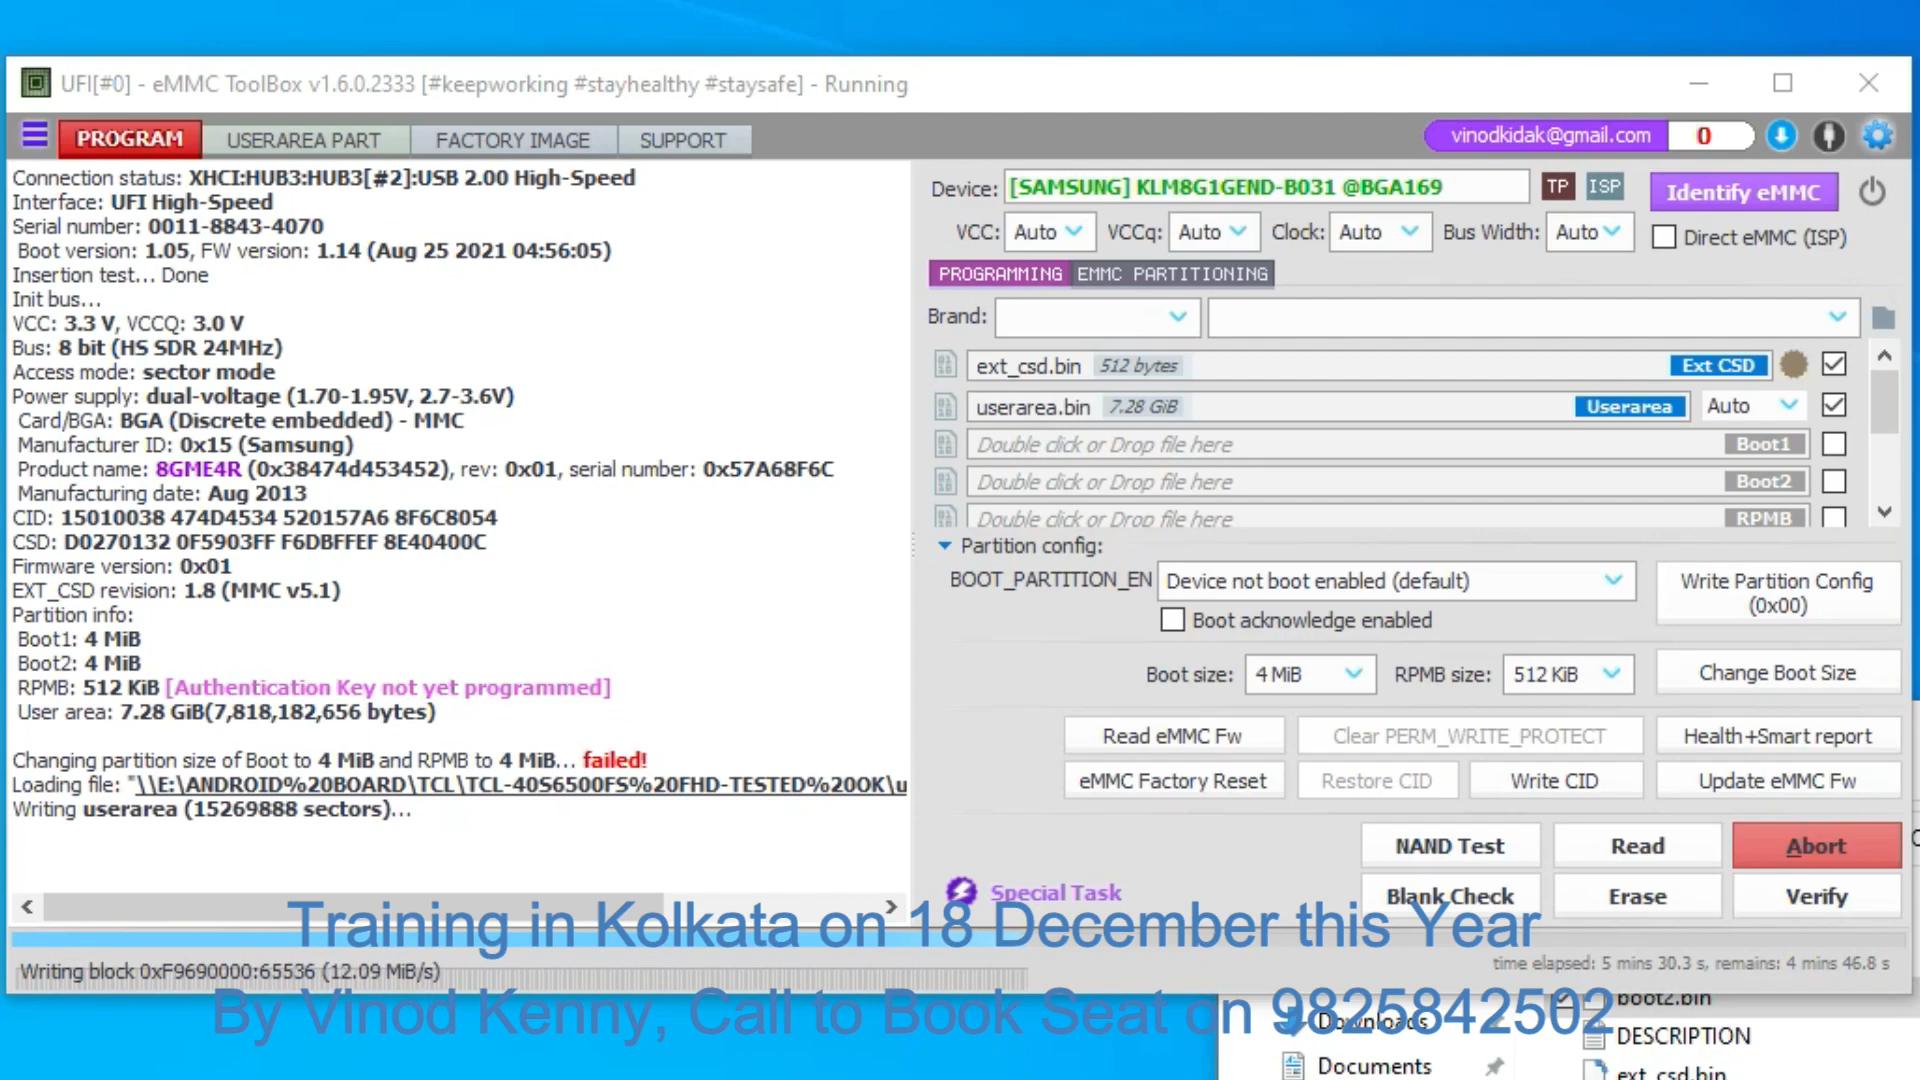 UFI[#0] - eMMC ToolBox v1.6.0.2333 [#keepworking #stayhealthy #staysafe] - Running
PROGRAM USERAREA PART FACTORY IMAGE SUPPORT vinodkidak@gmail.com 0
Connection status: XHCI:HUB3:HUB3[#2]:USB 2.00 High-Speed
Interface: UFI High-Speed
Serial number: 0011-8843-4070
Boot version: 1.05, FW version: 1.14 (Aug 25 2021 04:56:05)
Insertion test... Done
Init bus...
VCC: 3.3 V, VCCQ: 3.0 V
Bus: 8 bit (HS SDR 24MHz)
Access mode: sector mode
Power supply: dual-voltage (1.70-1.95V, 2.7-3.6V)
Card/BGA: BGA (Discrete embedded) - MMC
Manufacturer ID: 0x15 (Samsung)
Product name: 8GME4R (0x38474d453452), rev: 0x01, serial number: 0x57A68F6C
Manufacturing date: Aug 2013
CID: 15010038 474D4534 520157A6 8F6C8054
CSD: D0270132 0F5903FF F6DBFFEF 8E40400C
Firmware version: 0x01
EXT_CSD revision: 1.8 (MMC v5.1)
Partition info:
Boot1: 4 MiB
Boot2: 4 MiB
RPMB: 512 KiB [Authentication Key not yet programmed]
User area: 7.28 GiB(7,818,182,656 bytes)
Changing partition size of Boot to 4 MiB and RPMB to 4 MiB... failed!
Loading file: "\\E:\ANDROID%20BOARD\TCL\TCL-40S6500FS%20FHD-TESTED%20OK\u
Writing userarea (15269888 sectors)...
Device: [SAMSUNG] KLM8G1GEND-B031 @BGA169 TP ISP Identify eMMC
VCC: Auto VCCq: Auto Clock: Auto Bus Width: Auto Direct eMMC (ISP)
PROGRAMMING EMMC PARTITIONING
Brand:
ext_csd.bin 512 bytes Ext CSD
userarea.bin 7.28 GiB Userarea Auto
Double click or Drop file here Boot1
Double click or Drop file here Boot2
Double click or Drop file here RPMB
Partition config:
BOOT_PARTITION_EN Device not boot enabled (default) Write Partition Config
(0x00)
Boot acknowledge enabled
Boot size: 4 MiB RPMB size: 512 KiB Change Boot Size
Read eMMC Fw Clear PERM_WRITE_PROTECT Health+Smart report
eMMC Factory Reset Restore CID Write CID Update eMMC Fw
NAND Test Read Abort
Special Task Blank Check Erase Verify
Training in Kolkata on 18 December this Year
Writing block 0xF9690000:65536 (12.09 MiB/s) time elapsed: 5 mins 30.3 s, remains: 4 mins 46.8 s
By Vinod Kenny, Call to Book Seat on 9825842502
boot2.bin
Downloads DESCRIPTION
Documents ext_csd.bin